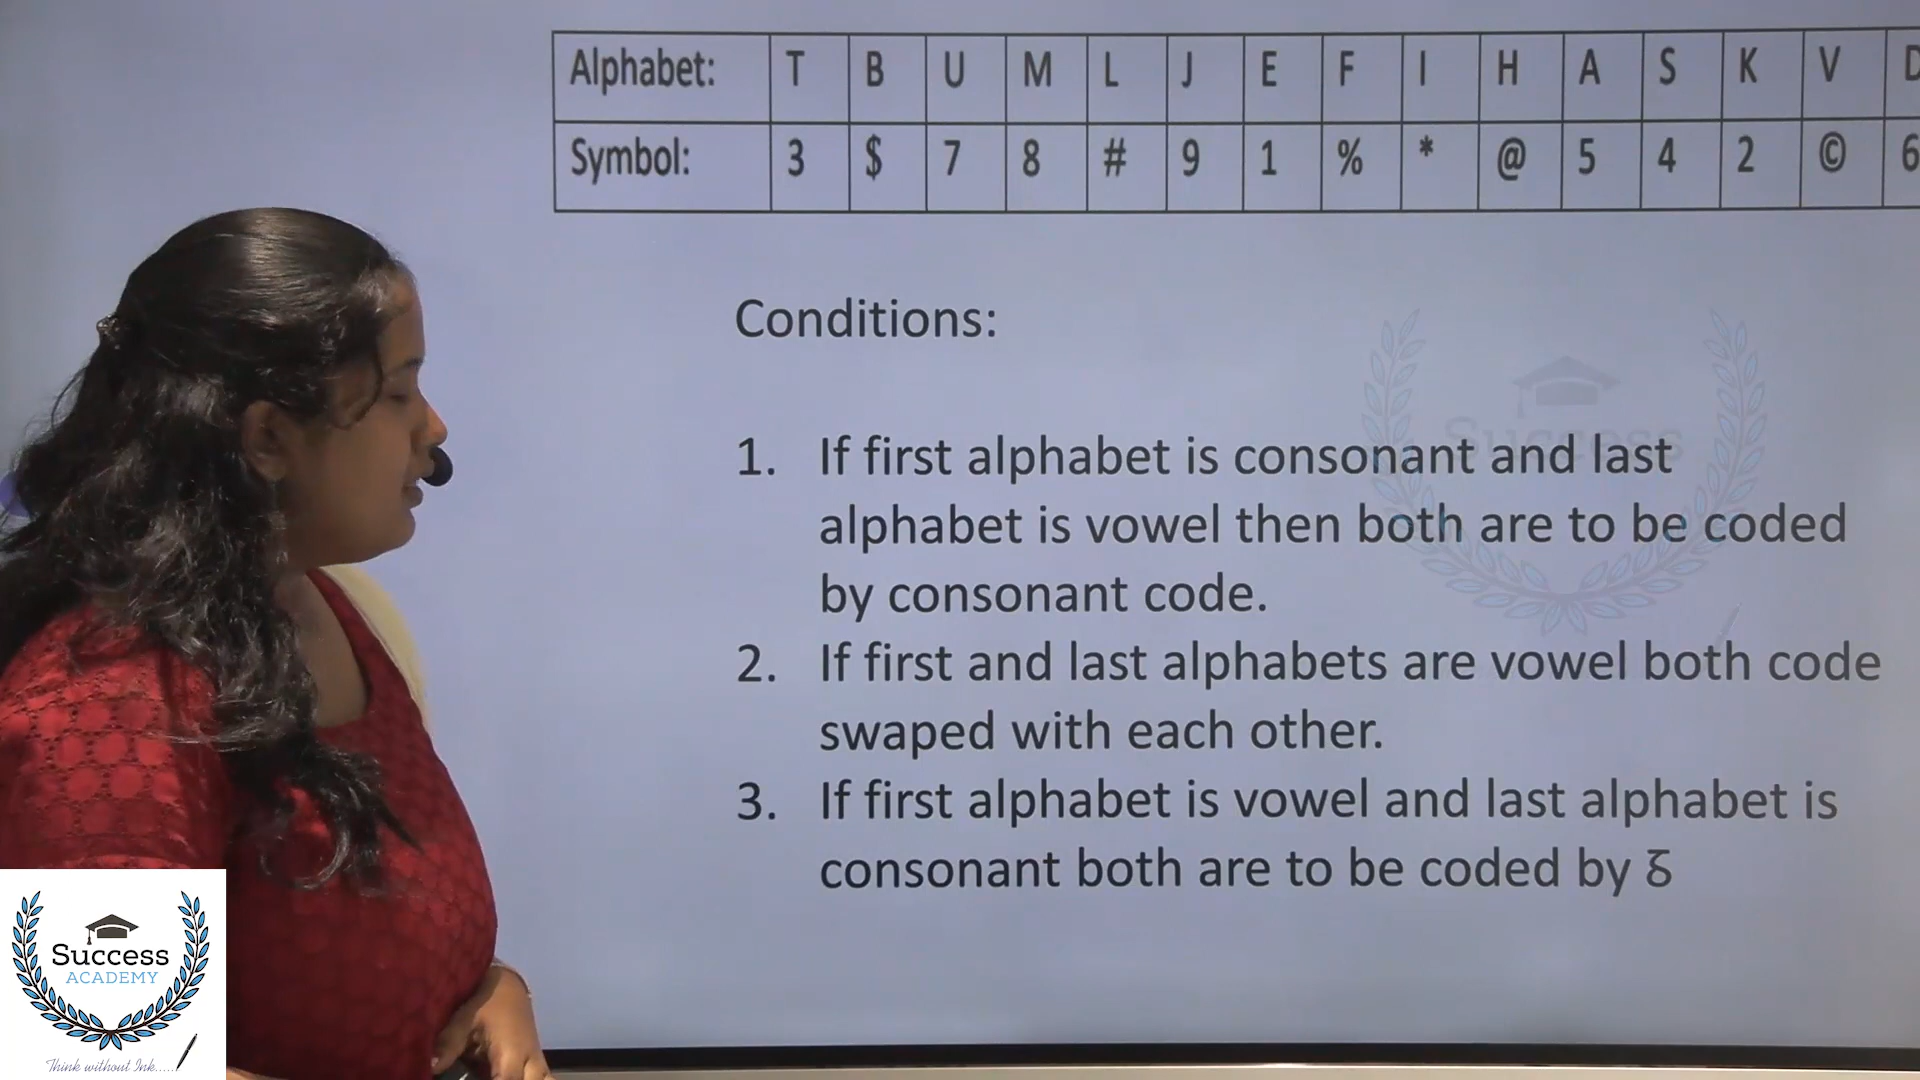 Alphabet: T B U M L J E F I H A S K V D
Symbol: 3 $ 7 8 # 9 1 % * @ 5 4 2 © 6
Conditions:
Success
1. If first alphabet is consonant and last
alphabet is vowel then both are to be coded
by consonant code.
2. If first and last alphabets are vowel both code
swaped with each other.
3. If first alphabet is vowel and last alphabet is
consonant both are to be coded by δ
Success
ACADEMY
Think without Ink.....